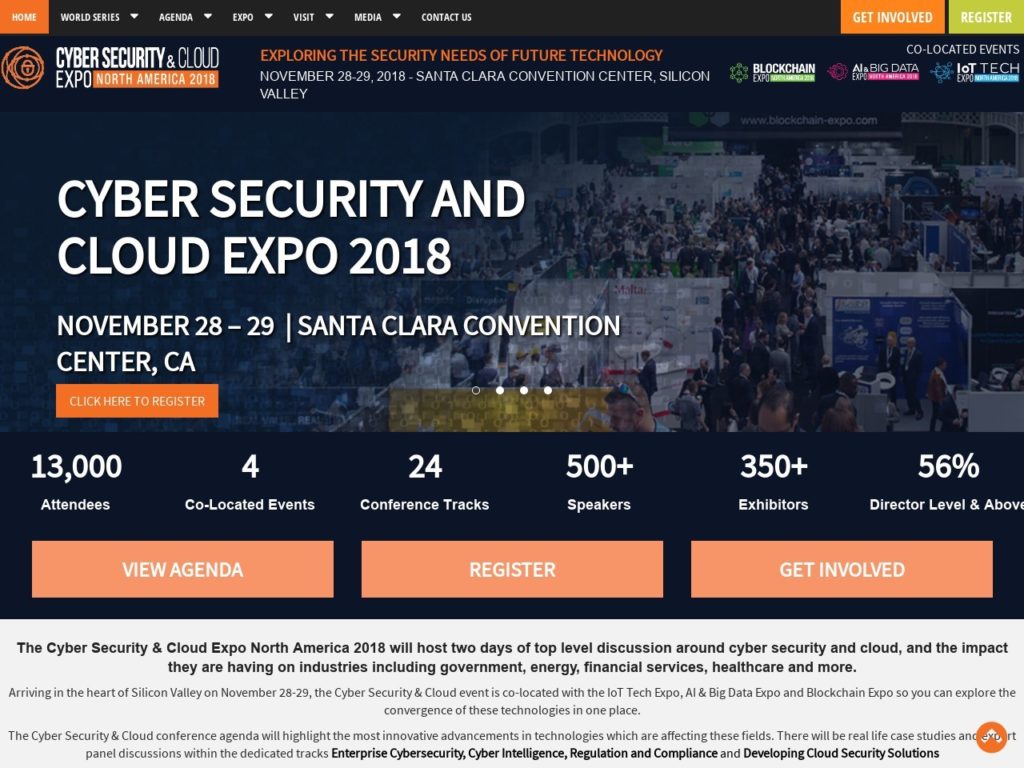 HOME WORLD SERIES AGENDA EXPO VISIT MEDIA CONTACT US GET INVOLVED REGISTER
CYBER SECURITY & CLOUD
EXPO NORTH AMERICA 2018
EXPLORING THE SECURITY NEEDS OF FUTURE TECHNOLOGY
NOVEMBER 28-29, 2018 - SANTA CLARA CONVENTION CENTER, SILICON
VALLEY
CO-LOCATED EVENTS
BLOCKCHAIN
EXPO NORTH AMERICA 2018
AI & BIG DATA
EXPO NORTH AMERICA 2018
IoT TECH
EXPO NORTH AMERICA 2018
www.blockchain-expo.com
CYBER SECURITY AND
CLOUD EXPO 2018
Malta
NOVEMBER 28 – 29 | SANTA CLARA CONVENTION
CENTER, CA
CLICK HERE TO REGISTER
13,000 4 24 500+ 350+ 56%
Attendees Co-Located Events Conference Tracks Speakers Exhibitors Director Level & Above
VIEW AGENDA REGISTER GET INVOLVED
The Cyber Security & Cloud Expo North America 2018 will host two days of top level discussion around cyber security and cloud, and the impact
they are having on industries including government, energy, financial services, healthcare and more.
Arriving in the heart of Silicon Valley on November 28-29, the Cyber Security & Cloud event is co-located with the IoT Tech Expo, AI & Big Data Expo and Blockchain Expo so you can explore the
convergence of these technologies in one place.
The Cyber Security & Cloud conference agenda will highlight the most innovative advancements in technologies which are affecting these fields. There will be real life case studies and expert
panel discussions within the dedicated tracks Enterprise Cybersecurity, Cyber Intelligence, Regulation and Compliance and Developing Cloud Security Solutions